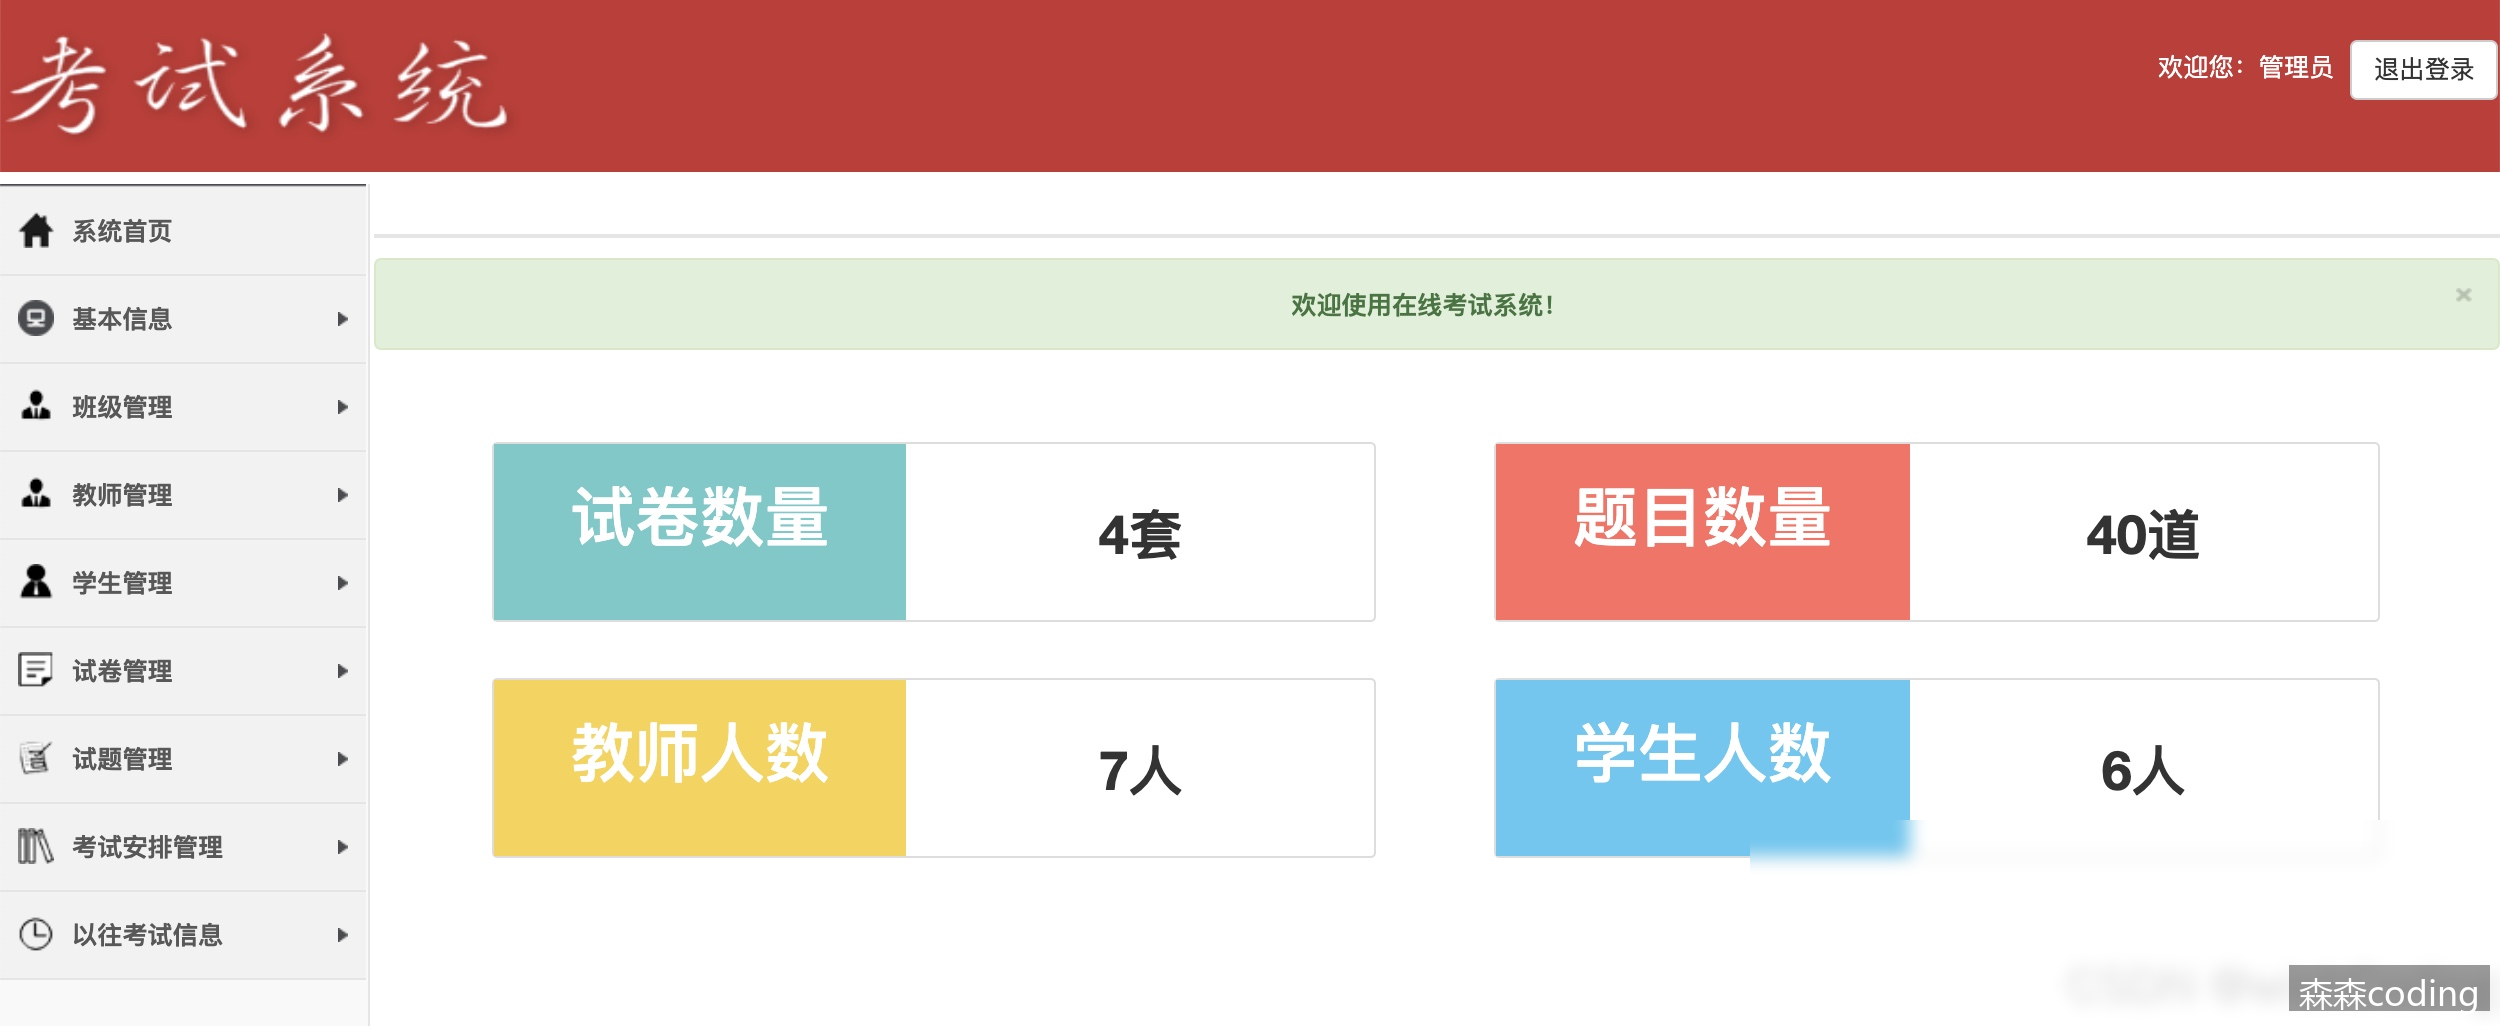 考试系统
欢迎您：管理员
退出登录
系统首页
基本信息
班级管理
教师管理
学生管理
试卷管理
试题管理
考试安排管理
以往考试信息
欢迎使用在线考试系统！
×
试卷数量
4套
题目数量
40道
教师人数
7人
学生人数
6人
森森coding